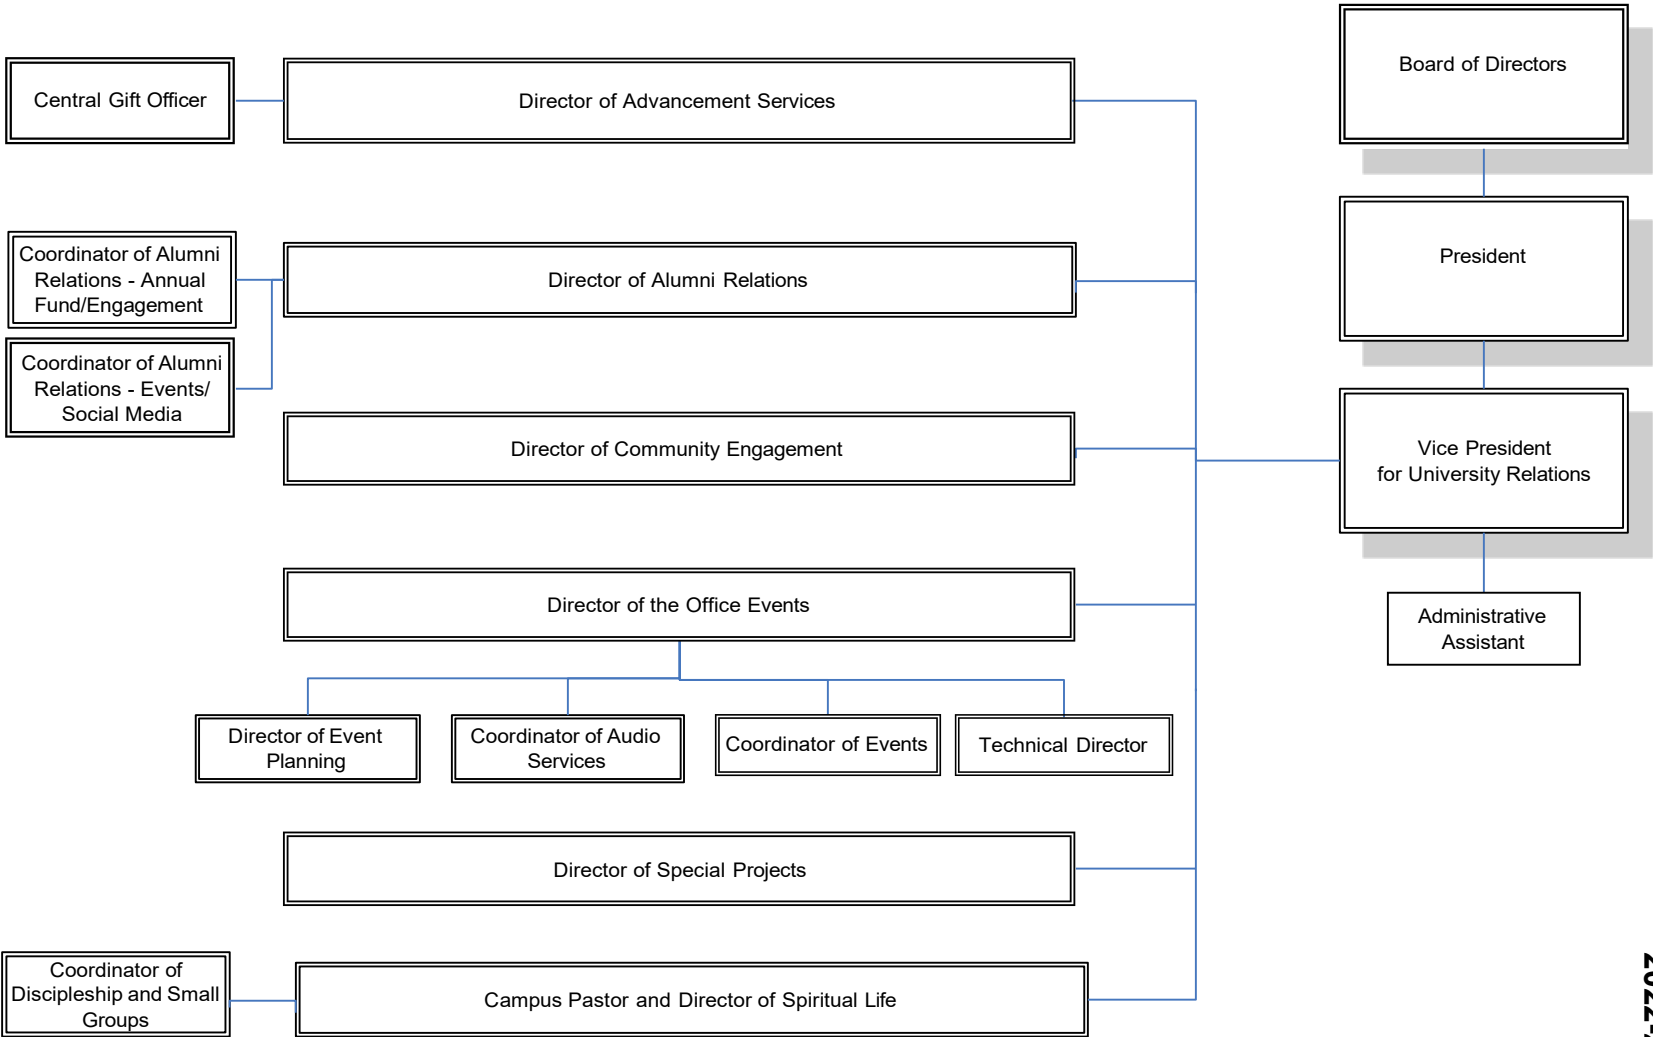 Board of Directors
Central Gift Officer
Director of Advancement Services
President
Coordinator of Alumni
Relations - Annual
Fund/Engagement
Director of Alumni Relations
Coordinator of Alumni
Relations - Events/
Social Media
Director of Community Engagement
Vice President
for University Relations
Director of the Office Events
Administrative
Assistant
Director of Event
Planning
Coordinator of Audio
Services
Coordinator of Events
Technical Director
Director of Special Projects
Coordinator of
Discipleship and Small
Groups
Campus Pastor and Director of Spiritual Life